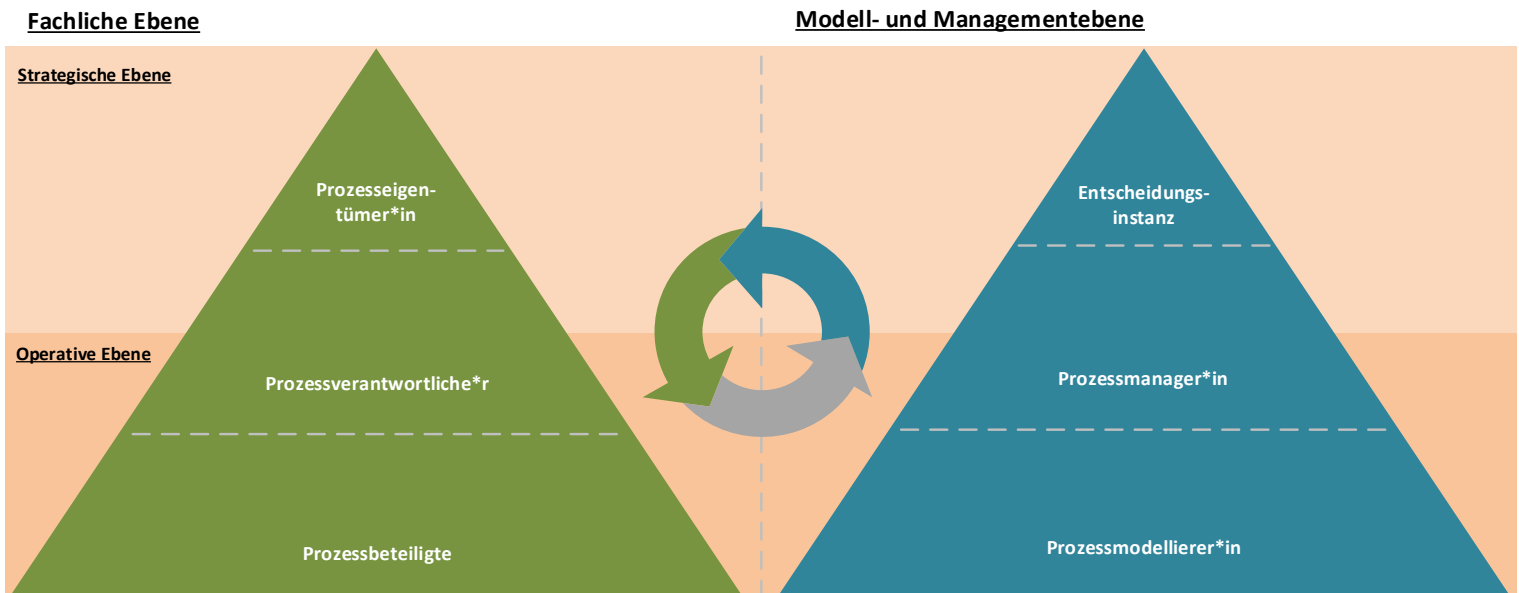 Fachliche Ebene
Modell- und Managementebene
Strategische Ebene
Prozesseigen-
tümer*in
Entscheidungs-
instanz
Operative Ebene
Prozessverantwortliche*r
Prozessmanager*in
Prozessbeteiligte
Prozessmodellierer*in